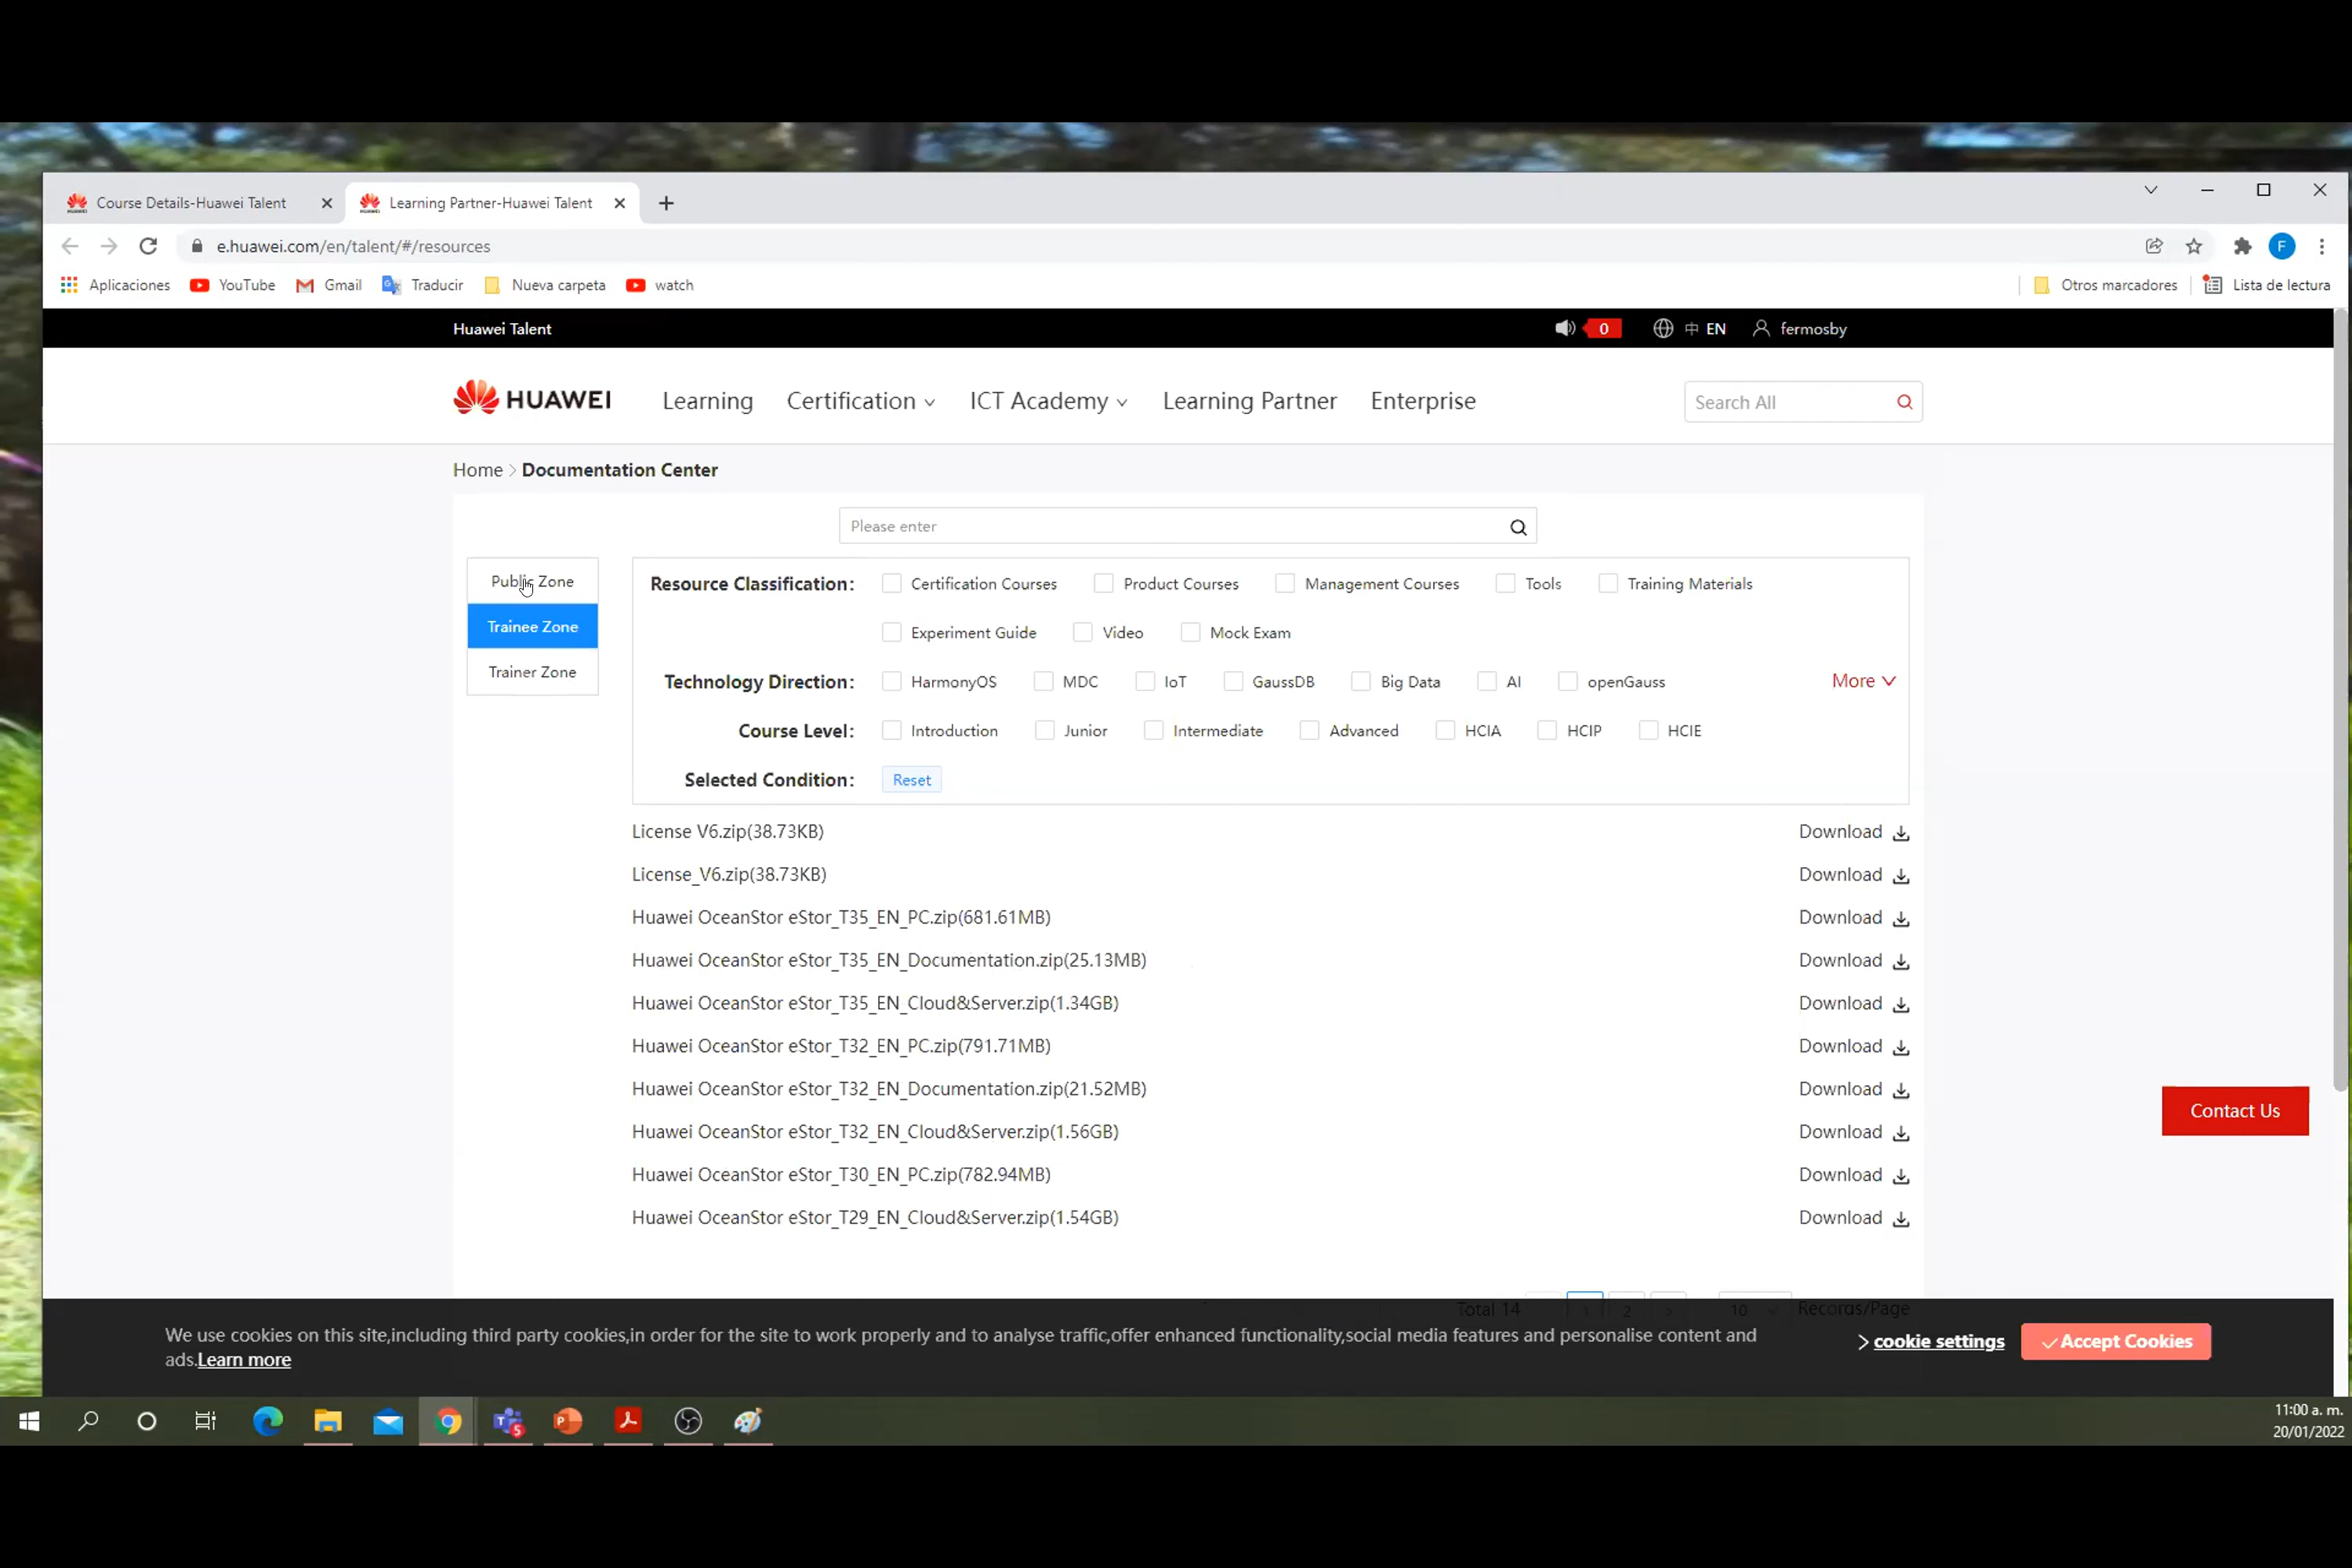 Course Details-Huawei Talent
Learning Partner-Huawei Talent
e.huawei.com/en/talent/#/resources
F
Aplicaciones YouTube Gmail Traducir Nueva carpeta watch Otros marcadores Lista de lectura
Huawei Talent 0 中 EN fermosby
HUAWEI Learning Certification ICT Academy Learning Partner Enterprise Search All
Home > Documentation Center
Please enter
Public Zone
Trainee Zone
Trainer Zone
Resource Classification: Certification Courses Product Courses Management Courses Tools Training Materials
Experiment Guide Video Mock Exam
Technology Direction: HarmonyOS MDC IoT GaussDB Big Data AI openGauss More
Course Level: Introduction Junior Intermediate Advanced HCIA HCIP HCIE
Selected Condition: Reset
License V6.zip(38.73KB) Download
License_V6.zip(38.73KB) Download
Huawei OceanStor eStor_T35_EN_PC.zip(681.61MB) Download
Huawei OceanStor eStor_T35_EN_Documentation.zip(25.13MB) Download
Huawei OceanStor eStor_T35_EN_Cloud&Server.zip(1.34GB) Download
Huawei OceanStor eStor_T32_EN_PC.zip(791.71MB) Download
Huawei OceanStor eStor_T32_EN_Documentation.zip(21.52MB) Download
Huawei OceanStor eStor_T32_EN_Cloud&Server.zip(1.56GB) Download
Huawei OceanStor eStor_T30_EN_PC.zip(782.94MB) Download
Huawei OceanStor eStor_T29_EN_Cloud&Server.zip(1.54GB) Download
Contact Us
Total 14 1 2 > 10 Records/Page
We use cookies on this site,including third party cookies,in order for the site to work properly and to analyse traffic,offer enhanced functionality,social media features and personalise content and
ads.Learn more
> cookie settings
Accept Cookies
5
11:00 a. m.
20/01/2022